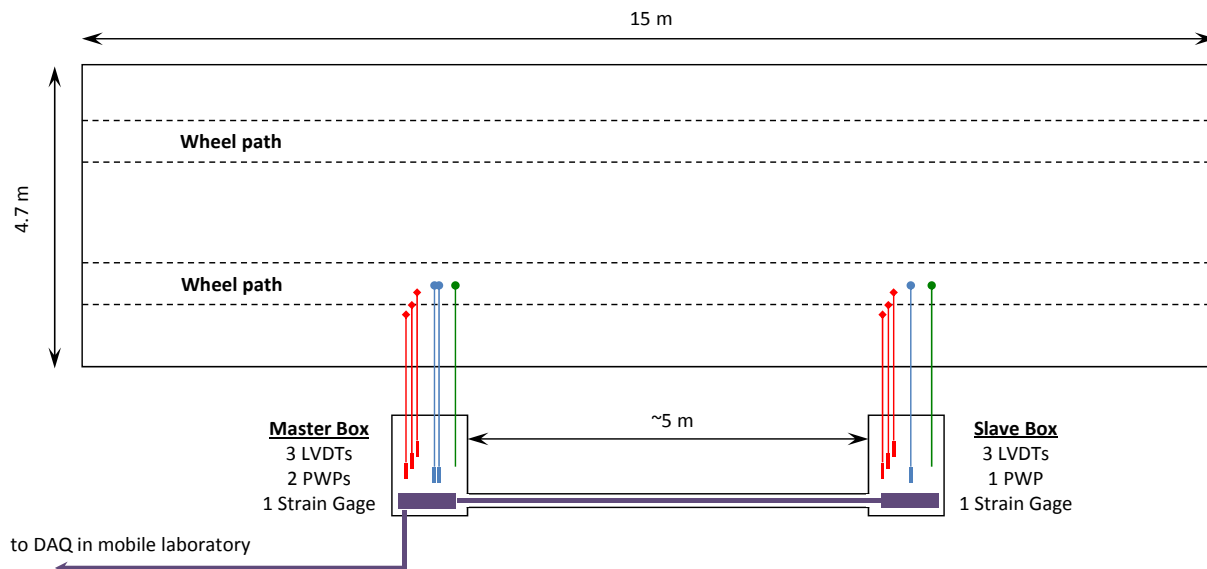 15 m
Wheel path
4.7 m
Wheel path
Master Box
3 LVDTs
2 PWPs
1 Strain Gage
~5 m
Slave Box
3 LVDTs
1 PWP
1 Strain Gage
to DAQ in mobile laboratory